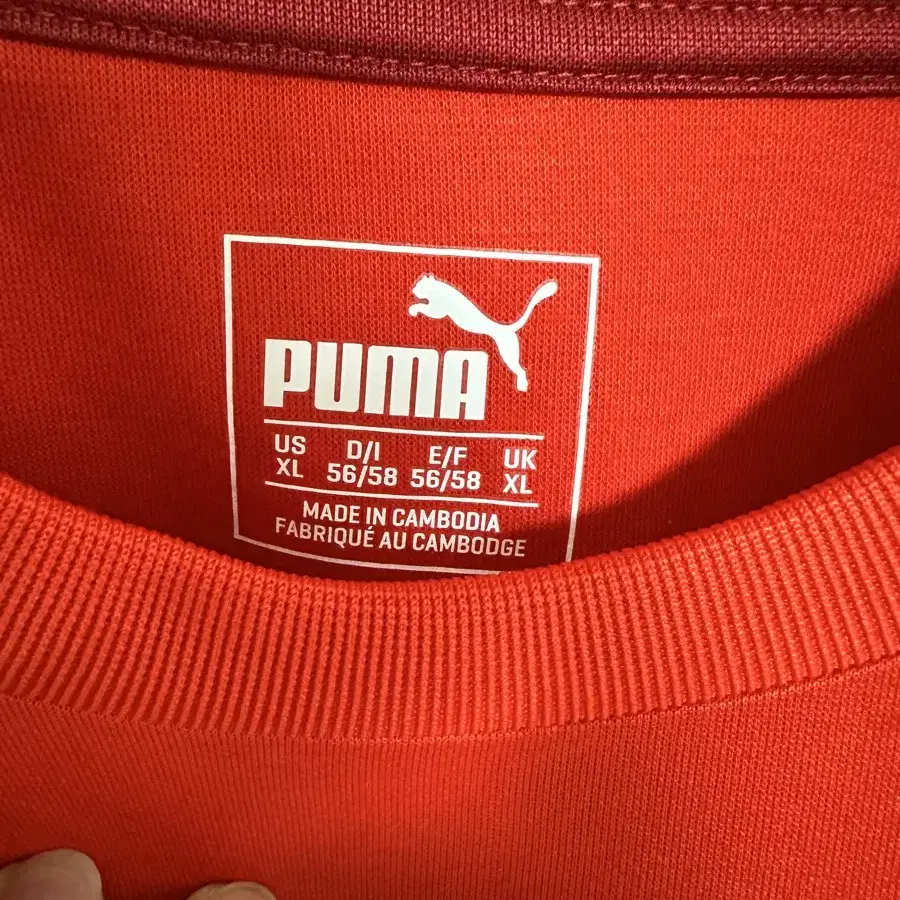 PUMA
US D/I E/F UK
XL 56/58 56/58 XL
MADE IN CAMBODIA
FABRIQUÉ AU CAMBODGE